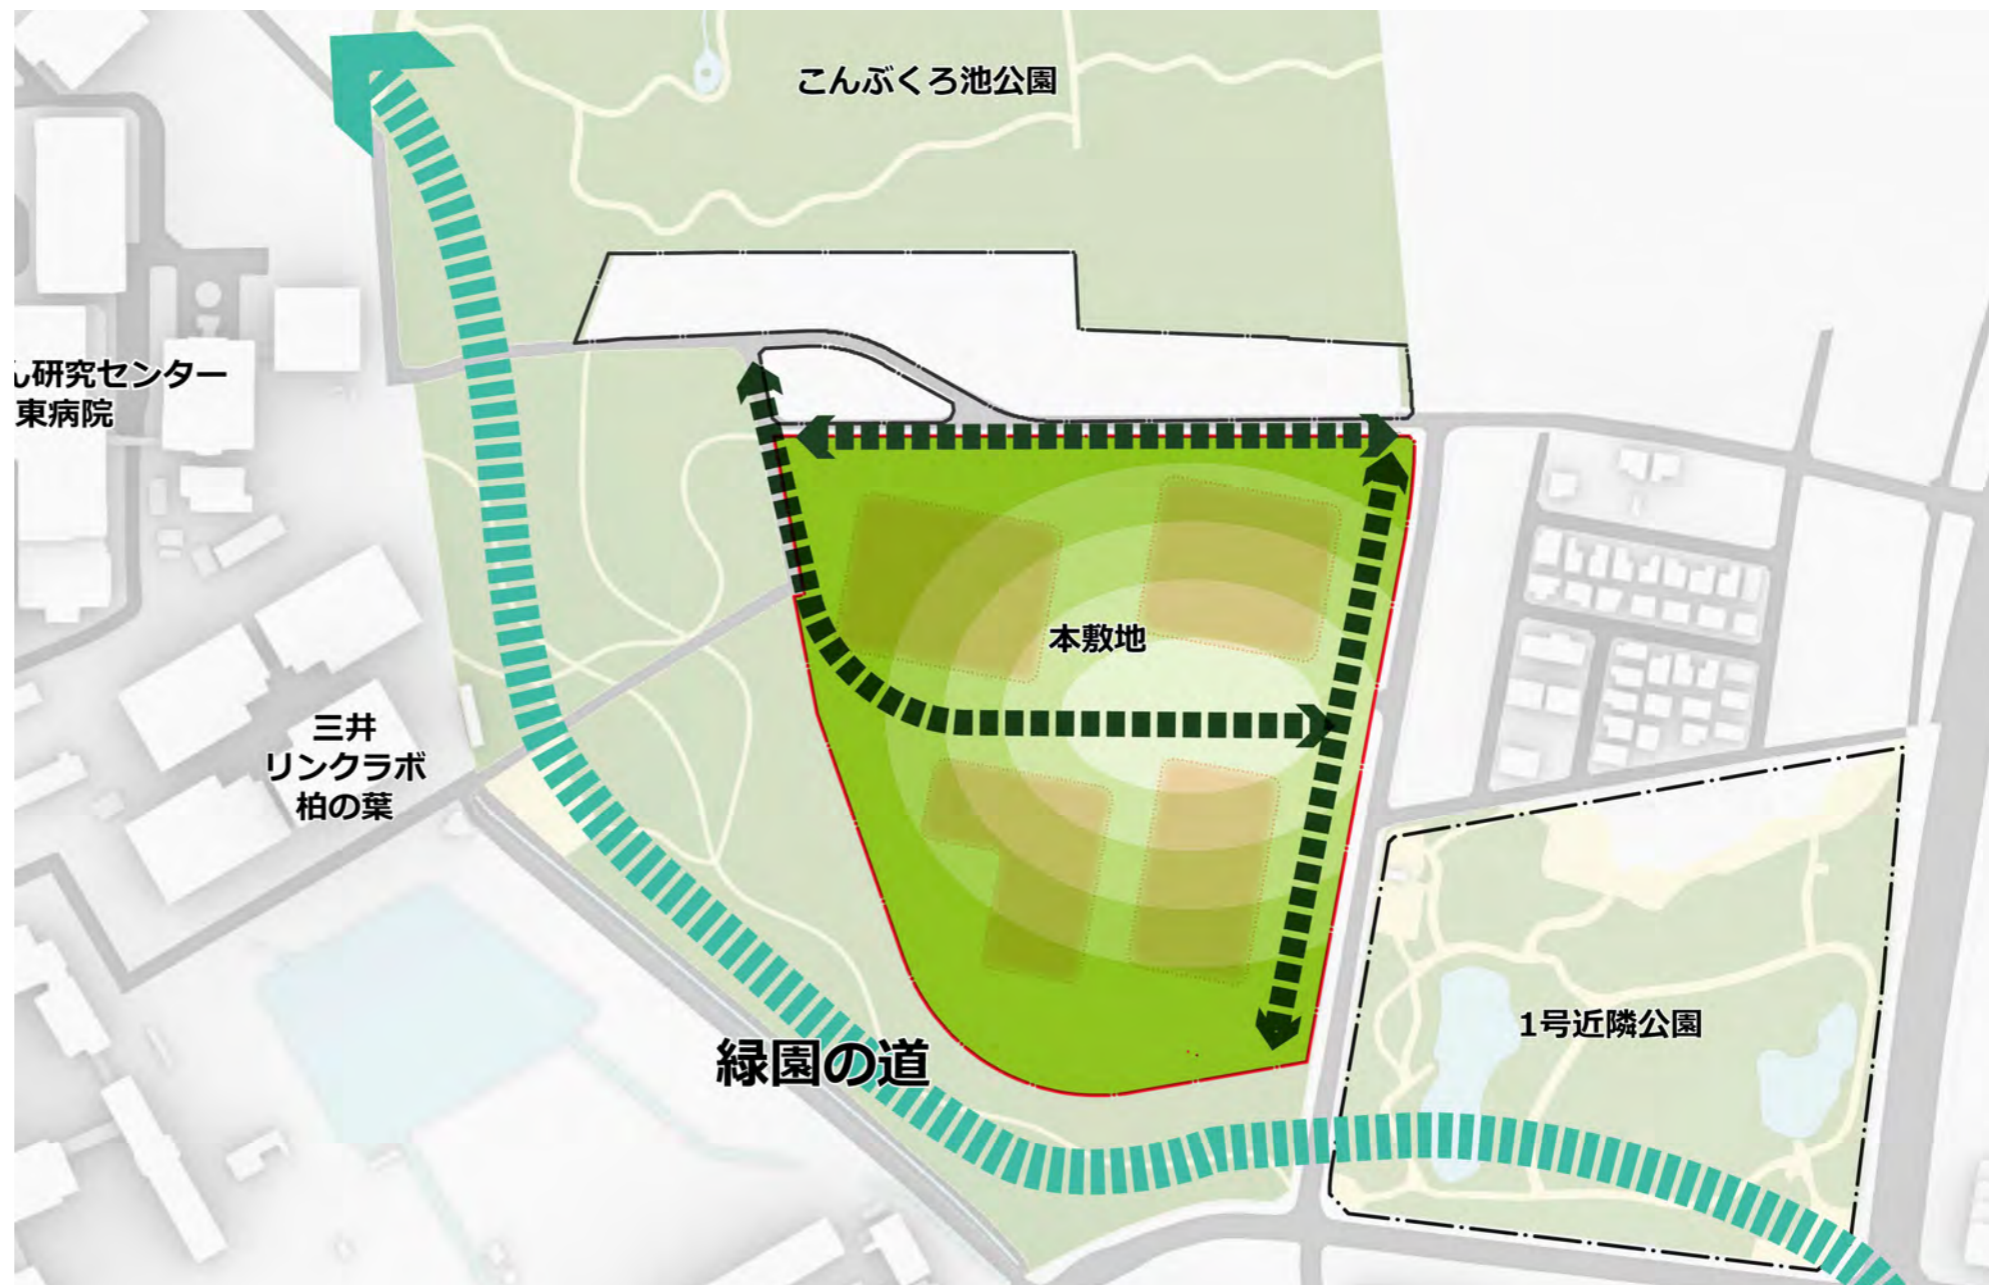 こんぶくろ池公園
ん研究センター
東病院
本敷地
三井
リンクラボ
柏の葉
1号近隣公園
緑園の道